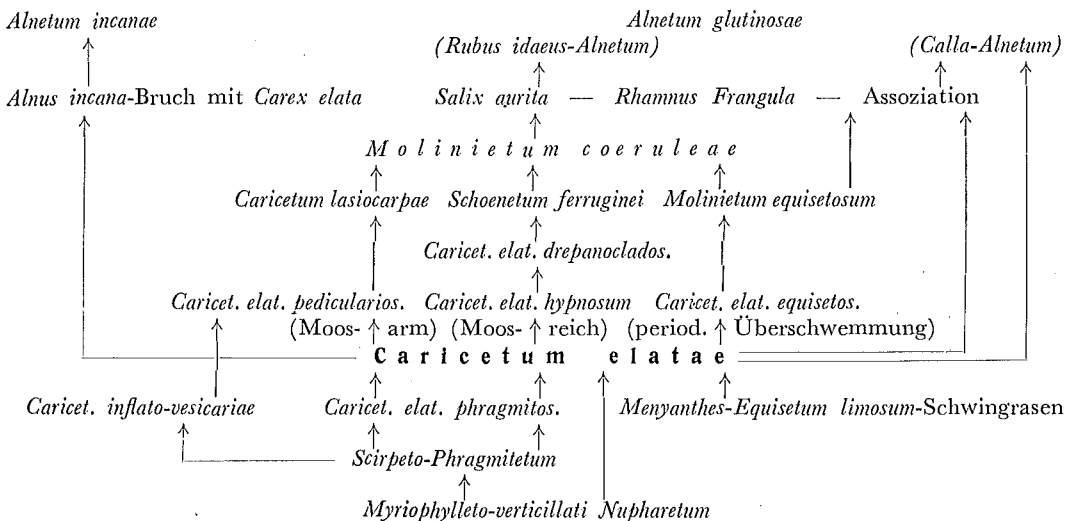 Alnetum incanae Alnetum glutinosae
(Rubus idaeus-Alnetum) (Calla-Alnetum)
Alnus incana-Bruch mit Carex elata Salix aurita — Rhamnus Frangula — Assoziation
Molinietum coeruleae
Caricetum lasiocarpae Schoenetum ferruginei Molinietum equisetosum
Caricet. elat. drepanoclados.
Caricet. elat. pedicularios. Caricet. elat. hypnosum Caricet. elat. equisetos.
(Moos- arm) (Moos- reich) (period. Überschwemmung)
Caricetum elatae
Caricet. inflato-vesicariae Caricet. elat. phragmitos. Menyanthes-Equisetum limosum-Schwingrasen
Scirpeto-Phragmitetum
Myriophylleto-verticillati Nupharetum